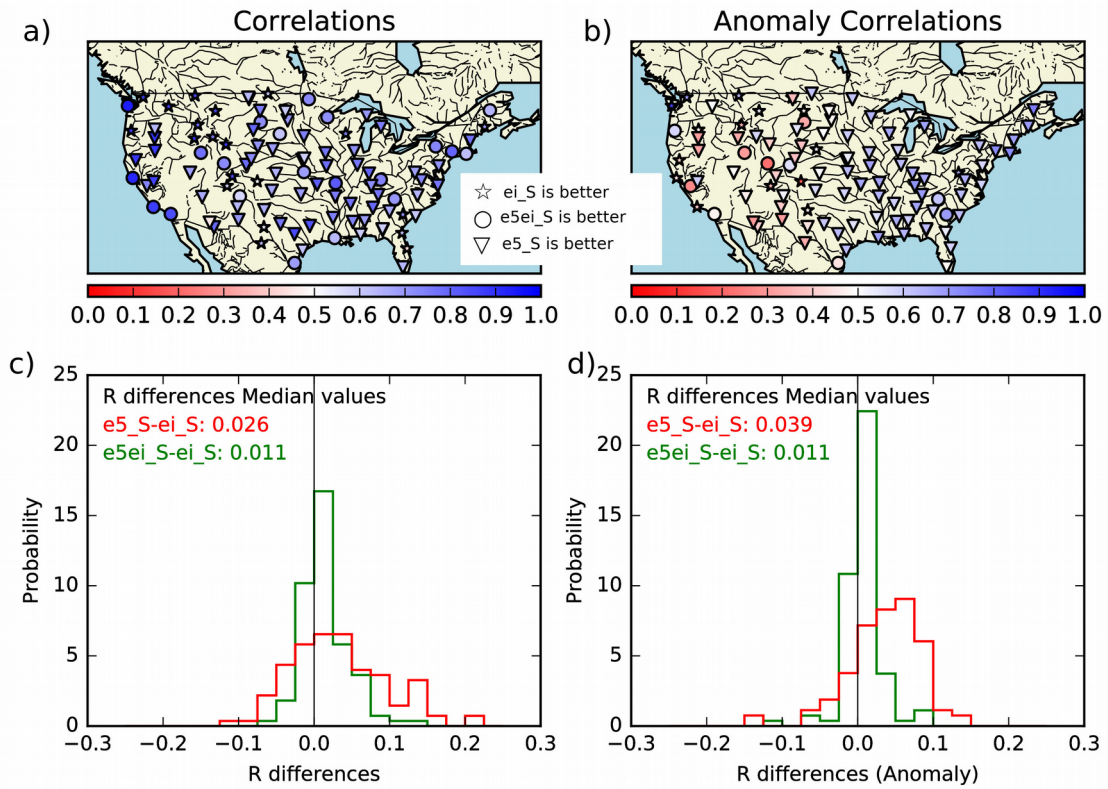 a)
Correlations
b)
Anomaly Correlations
ei_S is better
e5ei_S is better
e5_S is better
0.0 0.1 0.2 0.3 0.4 0.5 0.6 0.7 0.8 0.9 1.0
0.0 0.1 0.2 0.3 0.4 0.5 0.6 0.7 0.8 0.9 1.0
c)
25
20
15
10
5
0
Probability
R differences Median values
e5_S-ei_S: 0.026
e5ei_S-ei_S: 0.011
−0.3 −0.2 −0.1 0.0 0.1 0.2 0.3
R differences
d)
25
20
15
10
5
0
Probability
R differences Median values
e5_S-ei_S: 0.039
e5ei_S-ei_S: 0.011
−0.3 −0.2 −0.1 0.0 0.1 0.2 0.3
R differences (Anomaly)